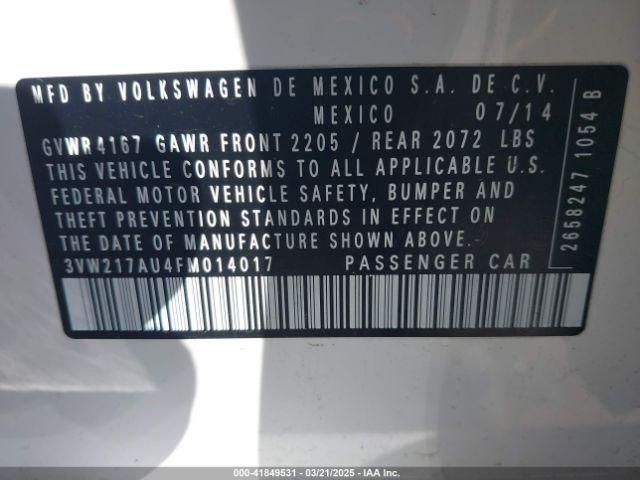 MFD BY VOLKSWAGEN DE MEXICO S.A. DE C.V.
MEXICO 07/14
GVWR 4167 GAWR FRONT 2205 / REAR 2072 LBS
THIS VEHICLE CONFORMS TO ALL APPLICABLE U.S.
FEDERAL MOTOR VEHICLE SAFETY, BUMPER AND
THEFT PREVENTION STANDARDS IN EFFECT ON
THE DATE OF MANUFACTURE SHOWN ABOVE.
3VW217AU4FM014017 PASSENGER CAR
2658247 1054 B
000-41849531 - 03/21/2025 - IAA Inc.